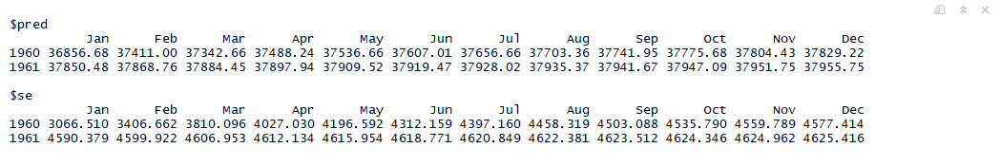 $pred
Jan Feb Mar Apr May Jun Jul Aug Sep Oct Nov Dec
1960 36856.68 37411.00 37342.66 37488.24 37536.66 37607.01 37656.66 37703.36 37741.95 37775.68 37804.43 37829.22
1961 37850.48 37868.76 37884.45 37897.94 37909.52 37919.47 37928.02 37935.37 37941.67 37947.09 37951.75 37955.75
$se
Jan Feb Mar Apr May Jun Jul Aug Sep Oct Nov Dec
1960 3066.510 3406.662 3810.096 4027.030 4196.592 4312.159 4397.160 4458.319 4503.088 4535.790 4559.789 4577.414
1961 4590.379 4599.922 4606.953 4612.134 4615.954 4618.771 4620.849 4622.381 4623.512 4624.346 4624.962 4625.416